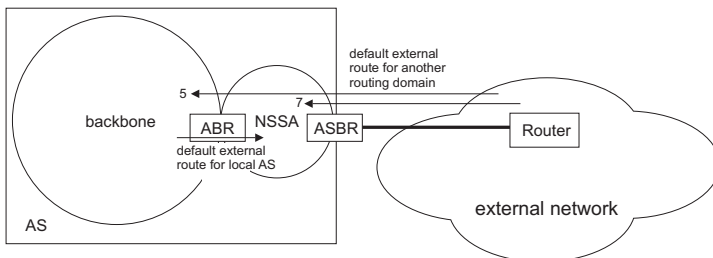 default external
route for another
routing domain
5
7
backbone
ABR
NSSA
ASBR
Router
default external
route for local AS
external network
AS